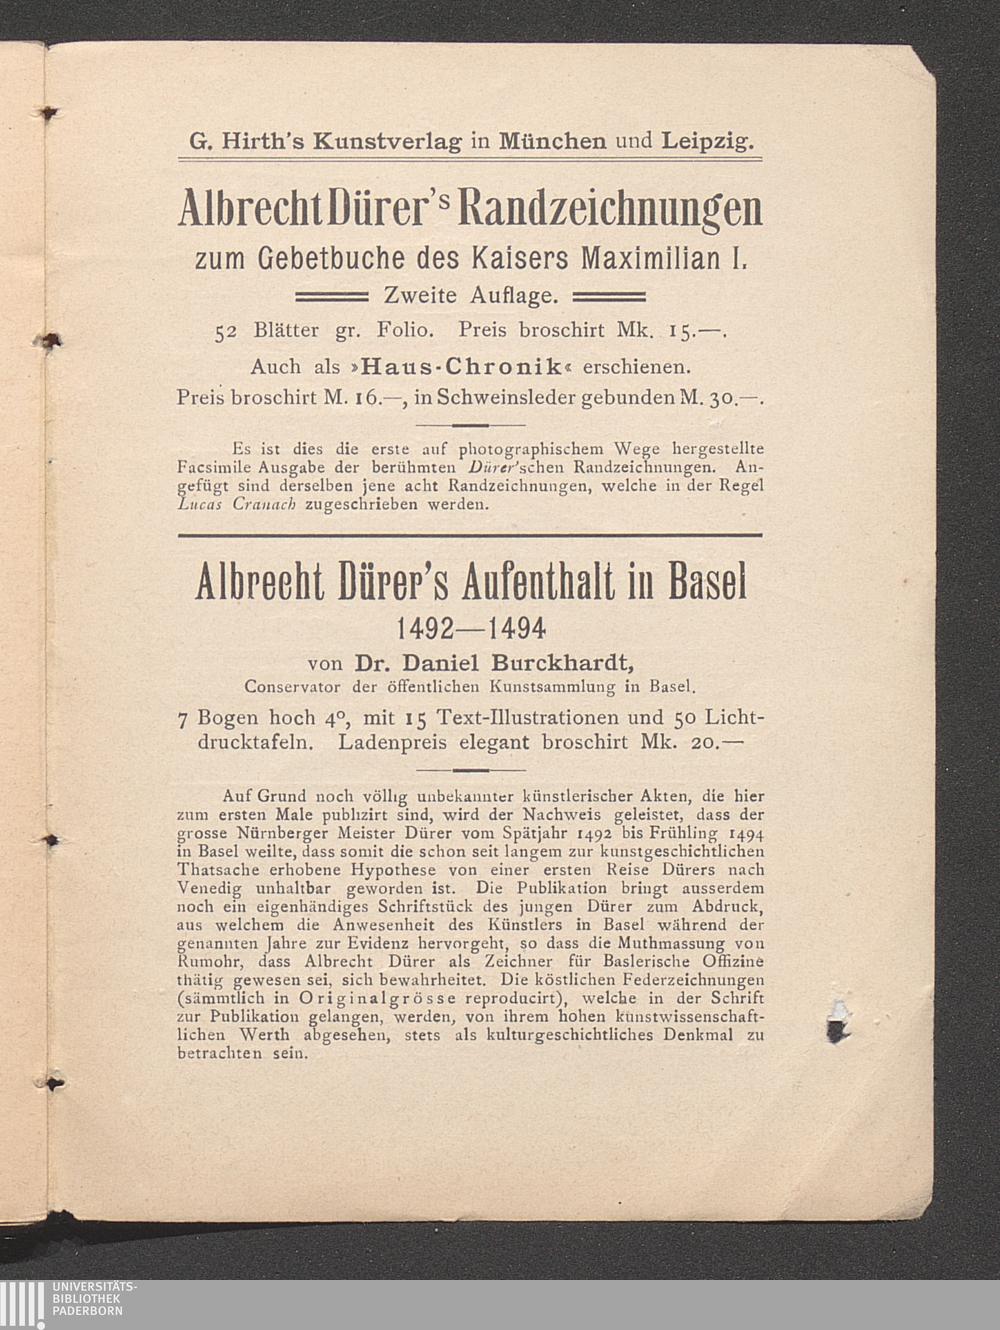 G. Hirth's Kunstverlag in München und Leipzig.
Albrecht Dürer's Randzeichnungen
zum Gebetbuche des Kaisers Maximilian I.
Zweite Auflage.
52 Blätter gr. Folio. Preis broschirt Mk. 15.—.
Auch als »Haus-Chronik« erschienen.
Preis broschirt M. 16.—, in Schweinsleder gebunden M. 30.—.
Es ist dies die erste auf photographischem Wege hergestellte
Facsimile Ausgabe der berühmten Dürer'schen Randzeichnungen. An-
gefügt sind derselben jene acht Randzeichnungen, welche in der Regel
Lucas Cranach zugeschrieben werden.
Albrecht Dürer's Aufenthalt in Basel
1492—1494
von Dr. Daniel Burckhardt,
Conservator der öffentlichen Kunstsammlung in Basel.
7 Bogen hoch 4°, mit 15 Text-Illustrationen und 50 Licht-
drucktafeln. Ladenpreis elegant broschirt Mk. 20.—
Auf Grund noch völlig unbekannter künstlerischer Akten, die hier
zum ersten Male publizirt sind, wird der Nachweis geleistet, dass der
grosse Nürnberger Meister Dürer vom Spätjahr 1492 bis Frühling 1494
in Basel weilte, dass somit die schon seit langem zur kunstgeschichtlichen
Thatsache erhobene Hypothese von einer ersten Reise Dürers nach
Venedig unhaltbar geworden ist. Die Publikation bringt ausserdem
noch ein eigenhändiges Schriftstück des jungen Dürer zum Abdruck,
aus welchem die Anwesenheit des Künstlers in Basel während der
genannten Jahre zur Evidenz hervorgeht, so dass die Muthmassung von
Rumohr, dass Albrecht Dürer als Zeichner für Baslerische Offizine
thätig gewesen sei, sich bewahrheitet. Die köstlichen Federzeichnungen
(sämmtlich in Originalgrösse reproducirt), welche in der Schrift
zur Publikation gelangen, werden, von ihrem hohen kunstwissenschaft-
lichen Werth abgesehen, stets als kulturgeschichtliches Denkmal zu
betrachten sein.
UNIVERSITÄTS-
BIBLIOTHEK
PADERBORN